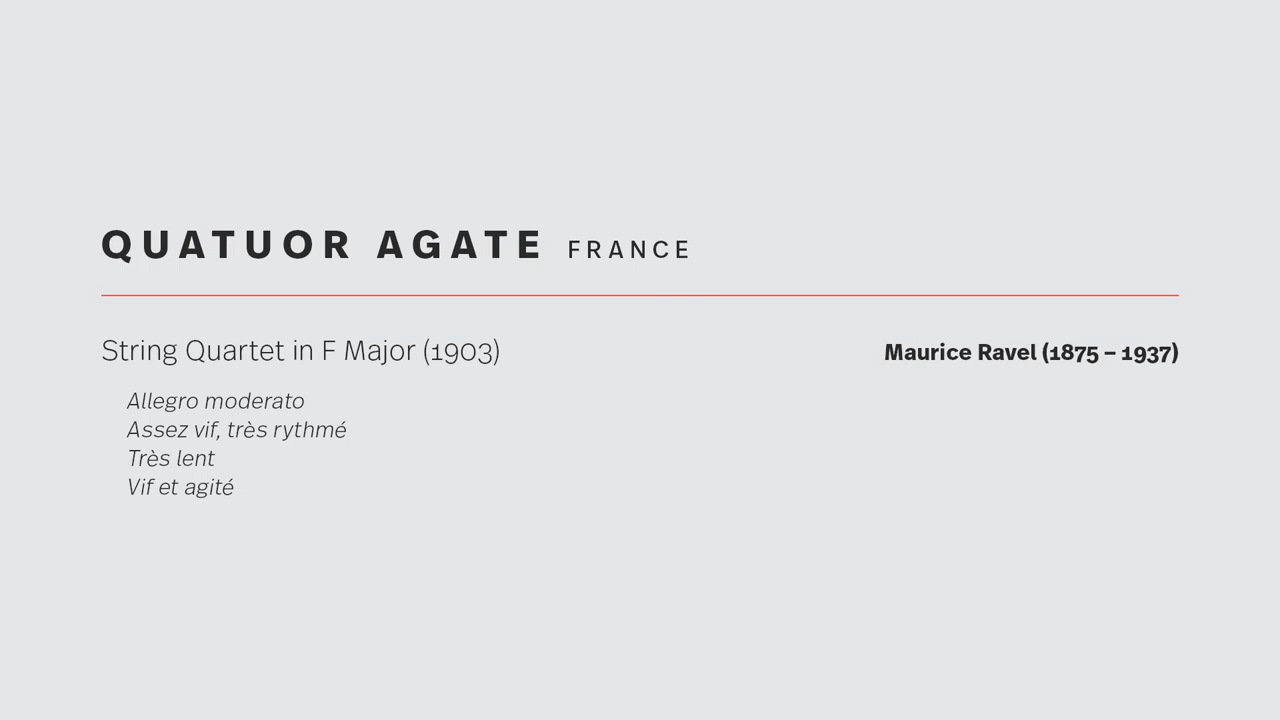 QUATUOR AGATE FRANCE
String Quartet in F Major (1903) Maurice Ravel (1875 – 1937)
Allegro moderato
Assez vif, très rythmé
Très lent
Vif et agité